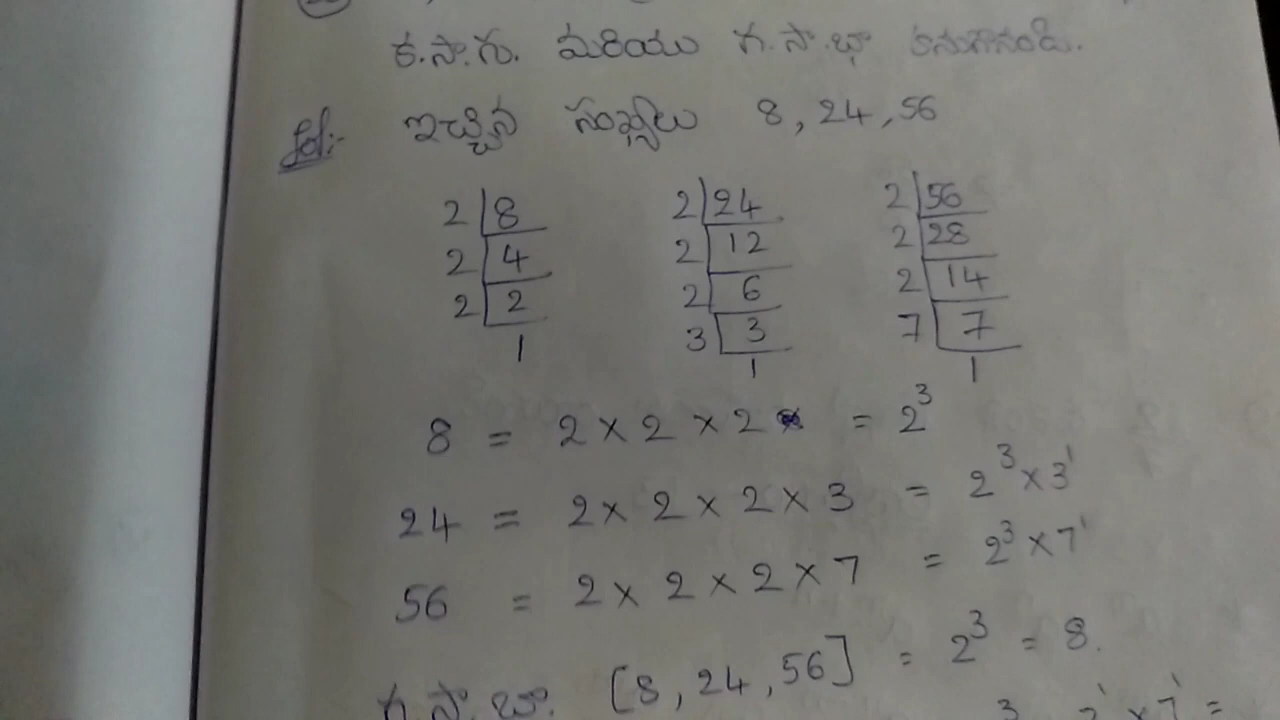 క.సా.గు. మరియు గ.సా.భా కనుగొనండి.
Sol:- ఇచ్చిన సంఖ్యలు 8, 24, 56
2 8 2 24 2 56
2 4 2 12 2 28
2 2 2 6 2 14
1 3 3 7 7
1 1
8 = 2 × 2 × 2 = 2³
24 = 2 × 2 × 2 × 3 = 2³ × 3¹
56 = 2 × 2 × 2 × 7 = 2³ × 7¹
గ.సా.భా. [8, 24, 56] = 2³ = 8.
× 7¹ =